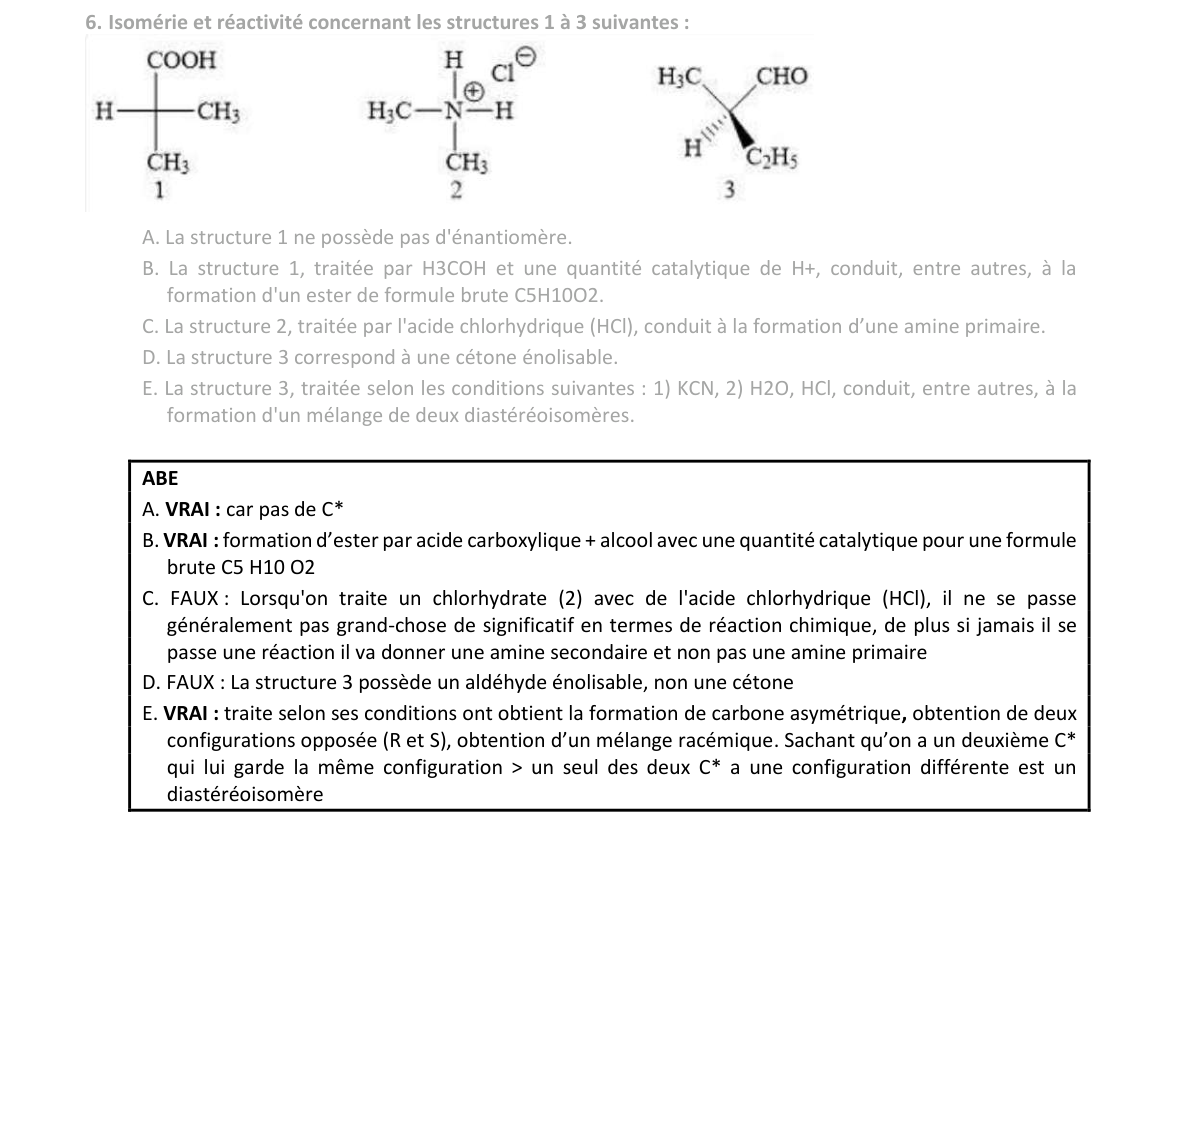 6. Isomérie et réactivité concernant les structures 1 à 3 suivantes :
COOH
H
CH3
CH3
1
H
Cl ⊖
⊕
H3C—N—H
CH3
2
H3C
CHO
H
C2H5
3
A. La structure 1 ne possède pas d'énantiomère.
B. La structure 1, traitée par H3COH et une quantité catalytique de H+, conduit, entre autres, à la
formation d'un ester de formule brute C5H10O2.
C. La structure 2, traitée par l'acide chlorhydrique (HCl), conduit à la formation d’une amine primaire.
D. La structure 3 correspond à une cétone énolisable.
E. La structure 3, traitée selon les conditions suivantes : 1) KCN, 2) H2O, HCl, conduit, entre autres, à la
formation d'un mélange de deux diastéréoisomères.
ABE
A. VRAI : car pas de C*
B. VRAI : formation d’ester par acide carboxylique + alcool avec une quantité catalytique pour une formule
brute C5 H10 O2
C. FAUX : Lorsqu'on traite un chlorhydrate (2) avec de l'acide chlorhydrique (HCl), il ne se passe
généralement pas grand-chose de significatif en termes de réaction chimique, de plus si jamais il se
passe une réaction il va donner une amine secondaire et non pas une amine primaire
D. FAUX : La structure 3 possède un aldéhyde énolisable, non une cétone
E. VRAI : traite selon ses conditions ont obtient la formation de carbone asymétrique, obtention de deux
configurations opposée (R et S), obtention d’un mélange racémique. Sachant qu’on a un deuxième C*
qui lui garde la même configuration > un seul des deux C* a une configuration différente est un
diastéréoisomère